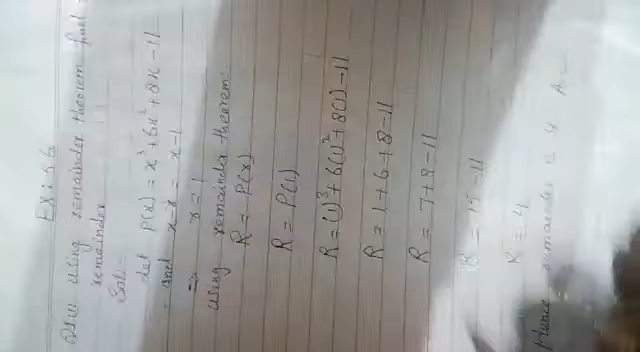 EX: 5.6
Q1(i) using remainder theorem find
remainder
Sol:-
let P(x) = x³ + 6x² + 8x - 11
and x - r = x - 1
x = 1
using remainder theorem:
R = P(x)
R = P(1)
R = (1)³ + 6(1)² + 8(1) - 11
R = 1 + 6 + 8 - 11
R = 7 + 8 - 11
R = 15 - 11
R = 4
Hence remainder is 4